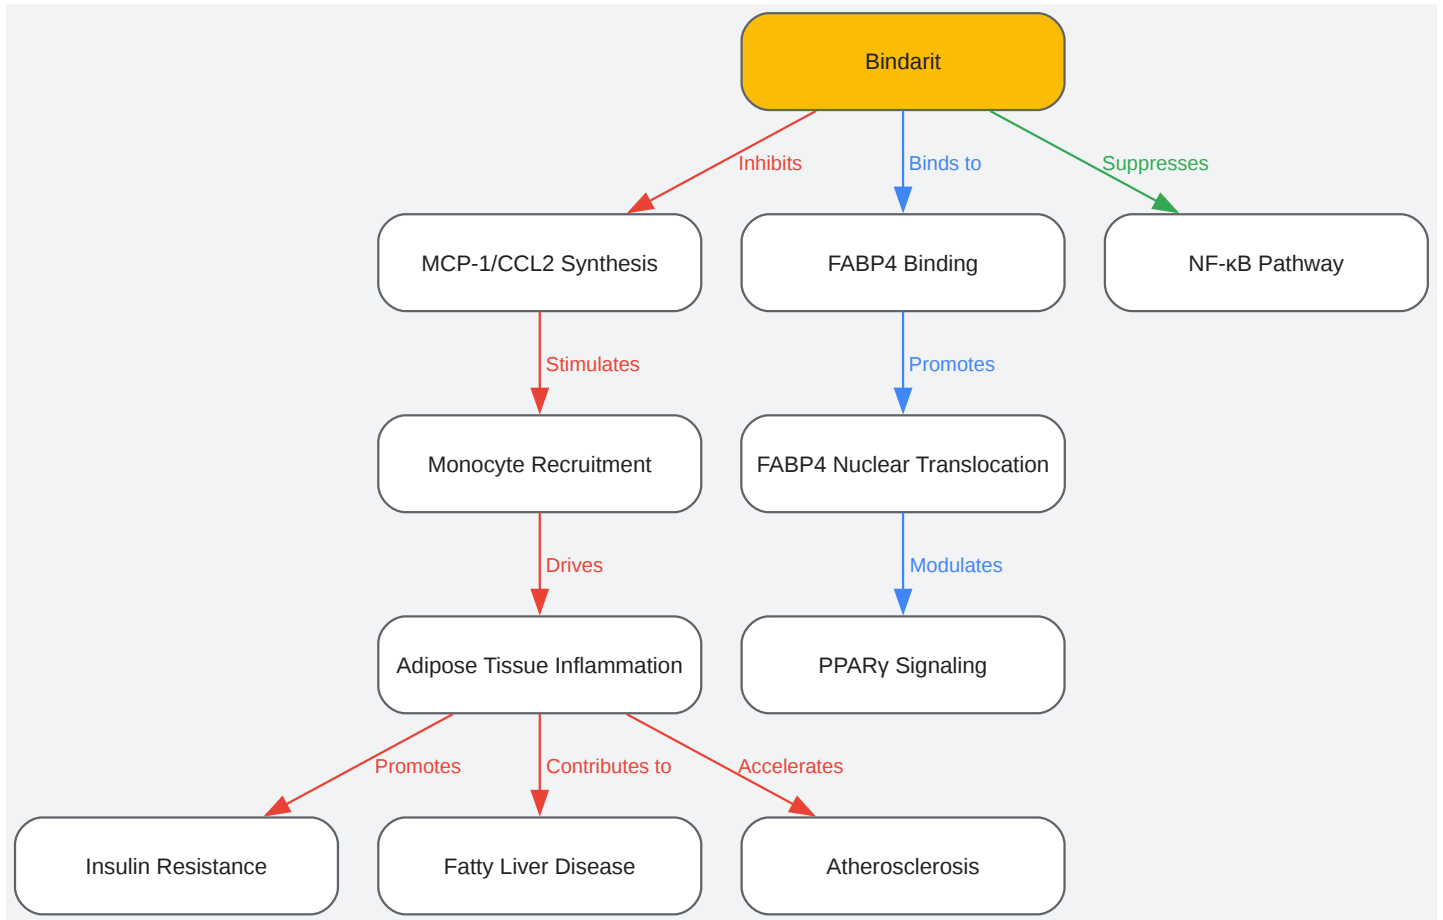 Bindarit
Inhibits
Binds to
Suppresses
MCP-1/CCL2 Synthesis
FABP4 Binding
NF-κB Pathway
Stimulates
Promotes
Monocyte Recruitment
FABP4 Nuclear Translocation
Drives
Modulates
Adipose Tissue Inflammation
PPARγ Signaling
Promotes
Contributes to
Accelerates
Insulin Resistance
Fatty Liver Disease
Atherosclerosis